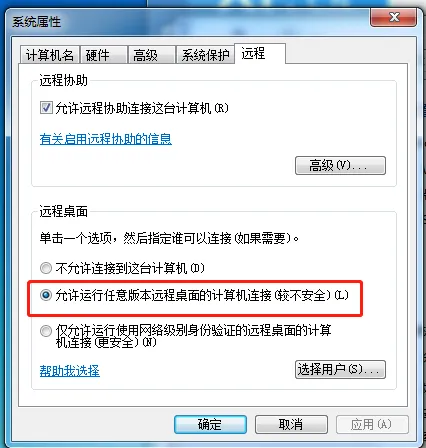 系统属性
计算机名 硬件 高级 系统保护 远程
远程协助
允许远程协助连接这台计算机(R)
有关启用远程协助的信息
高级(V)...
远程桌面
单击一个选项，然后指定谁可以连接(如果需要)。
不允许连接到这台计算机(D)
允许运行任意版本远程桌面的计算机连接(较不安全)(L)
仅允许运行使用网络级别身份验证的远程桌面的计算
机连接(更安全)(N)
帮助我选择
选择用户(S)...
确定 取消 应用(A)